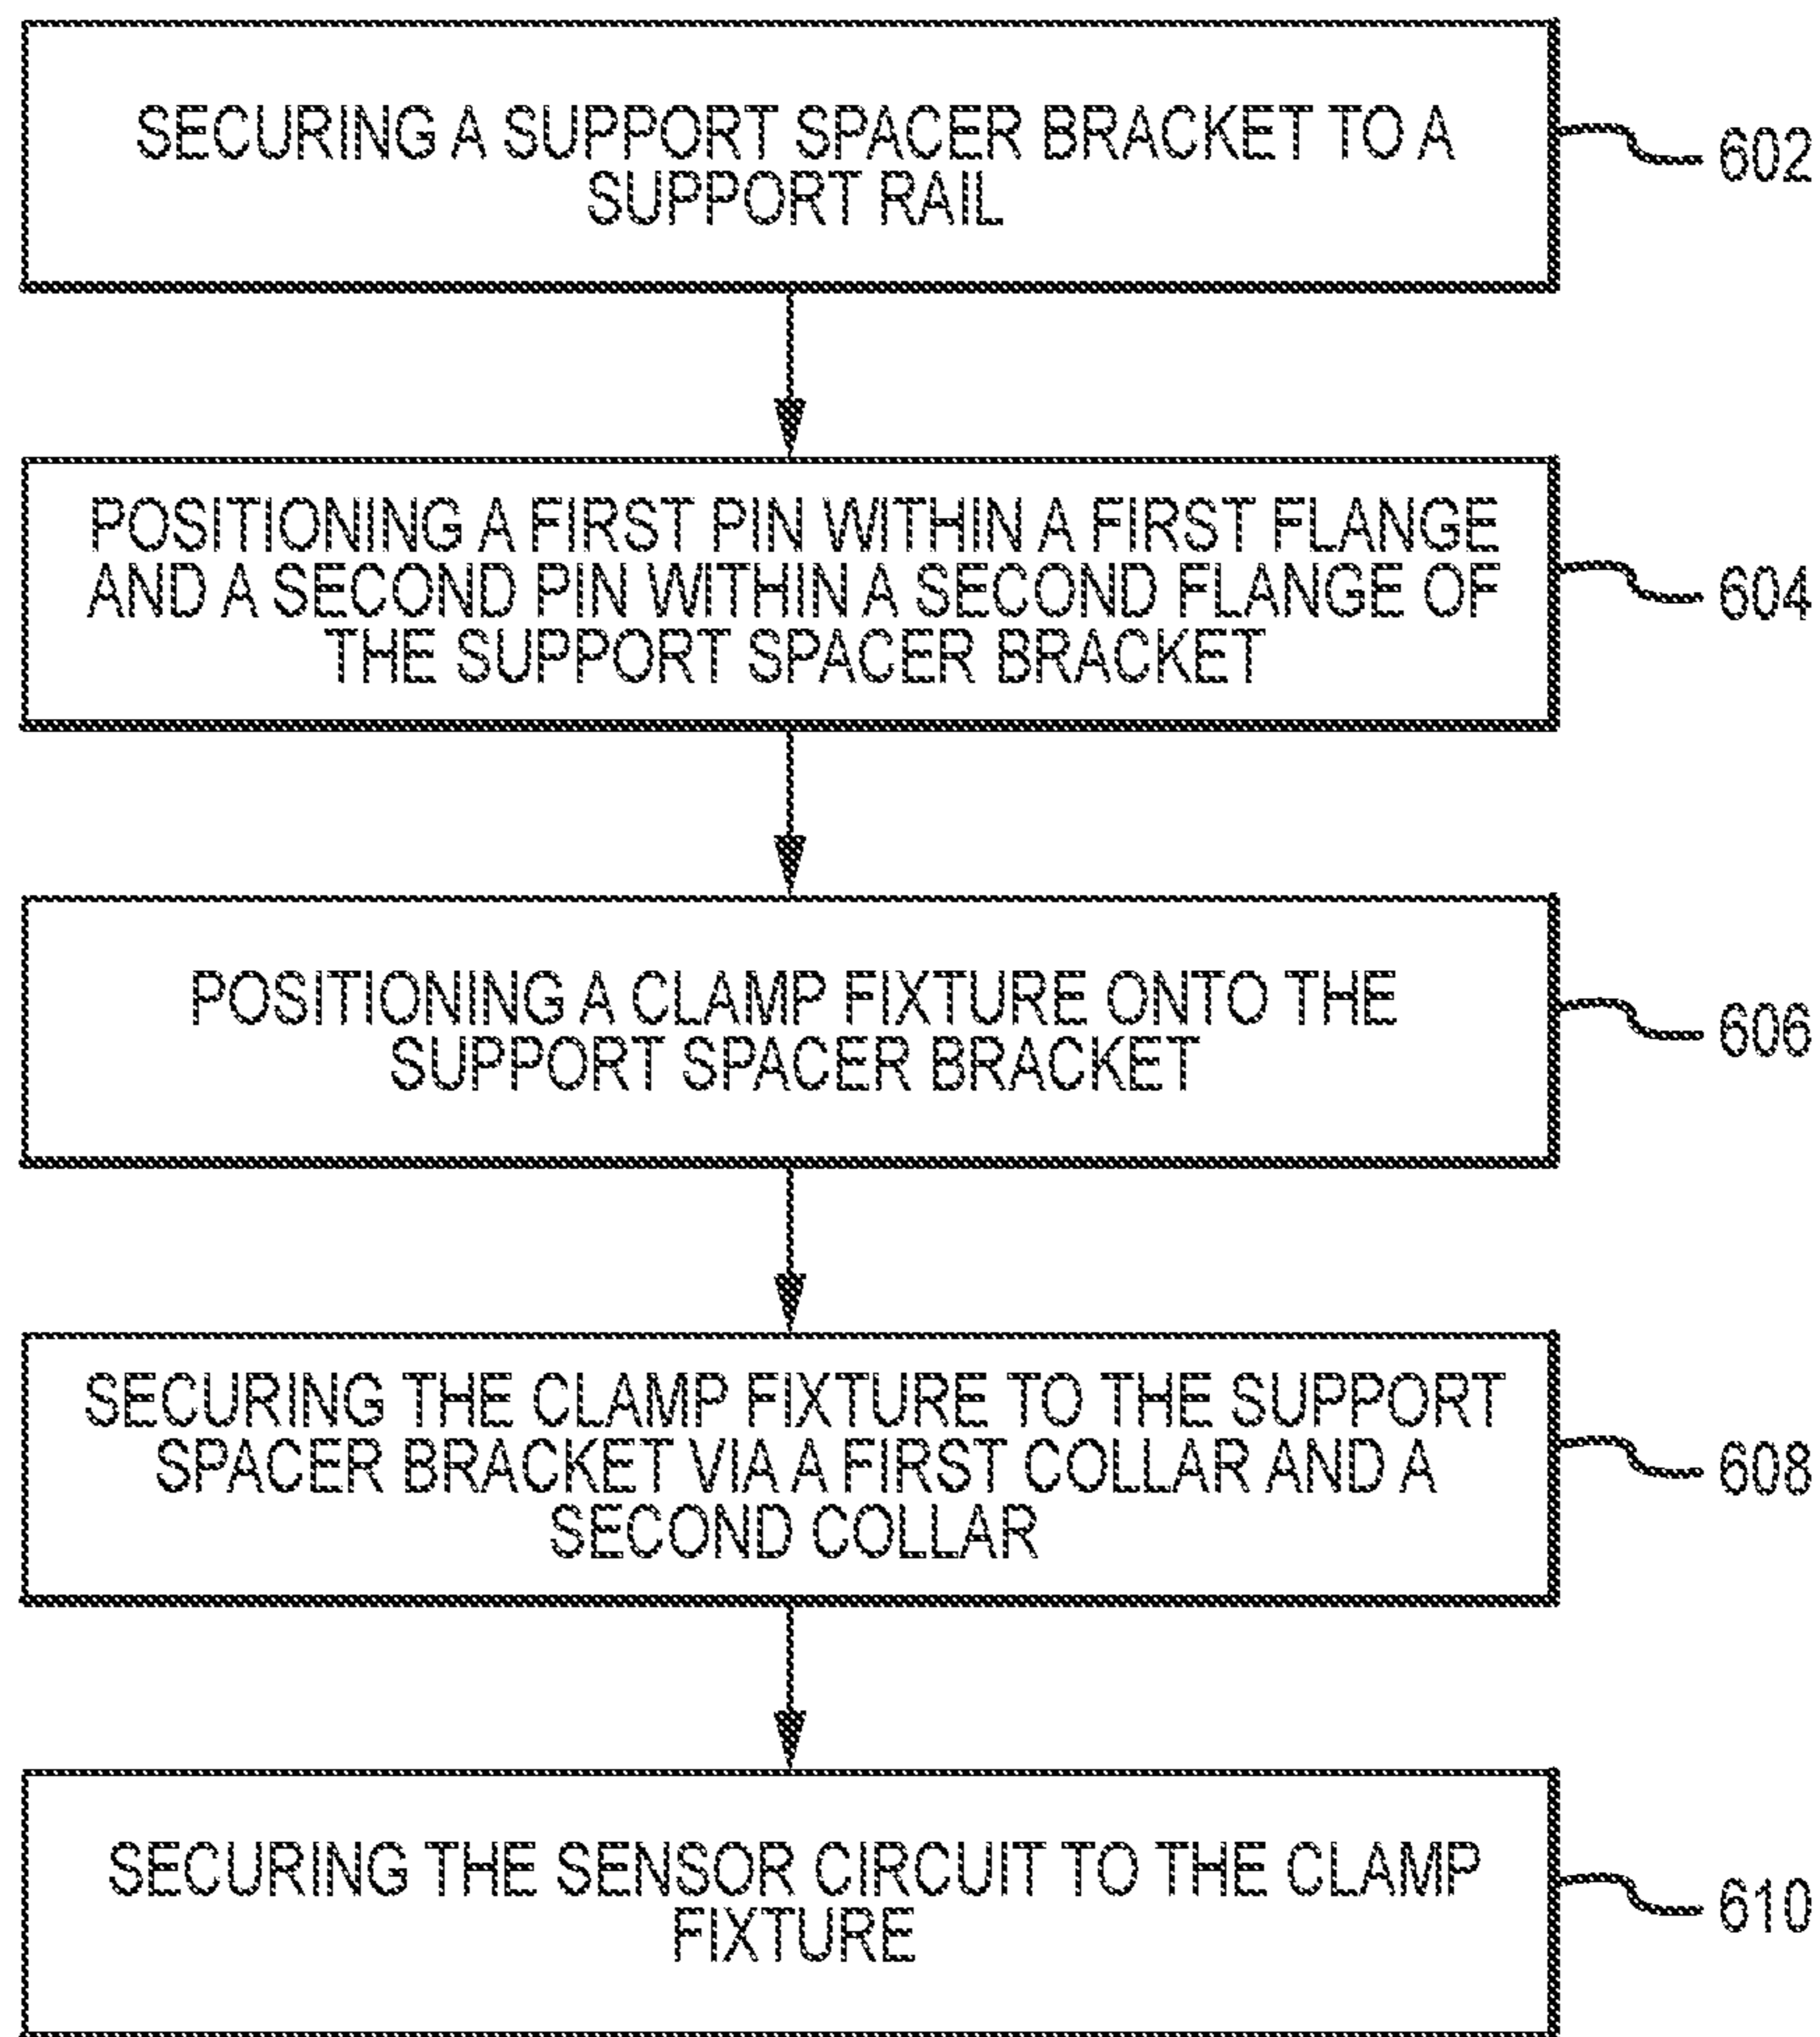 SECURING A SUPPORT SPACER BRACKET TO A
SUPPORT RAIL
602
POSITIONING A FIRST PIN WITHIN A FIRST FLANGE
AND A SECOND PIN WITHIN A SECOND FLANGE OF
THE SUPPORT SPACER BRACKET
604
POSITIONING A CLAMP FIXTURE ONTO THE
SUPPORT SPACER BRACKET
606
SECURING THE CLAMP FIXTURE TO THE SUPPORT
SPACER BRACKET VIA A FIRST COLLAR AND A
SECOND COLLAR
608
SECURING THE SENSOR CIRCUIT TO THE CLAMP
FIXTURE
610